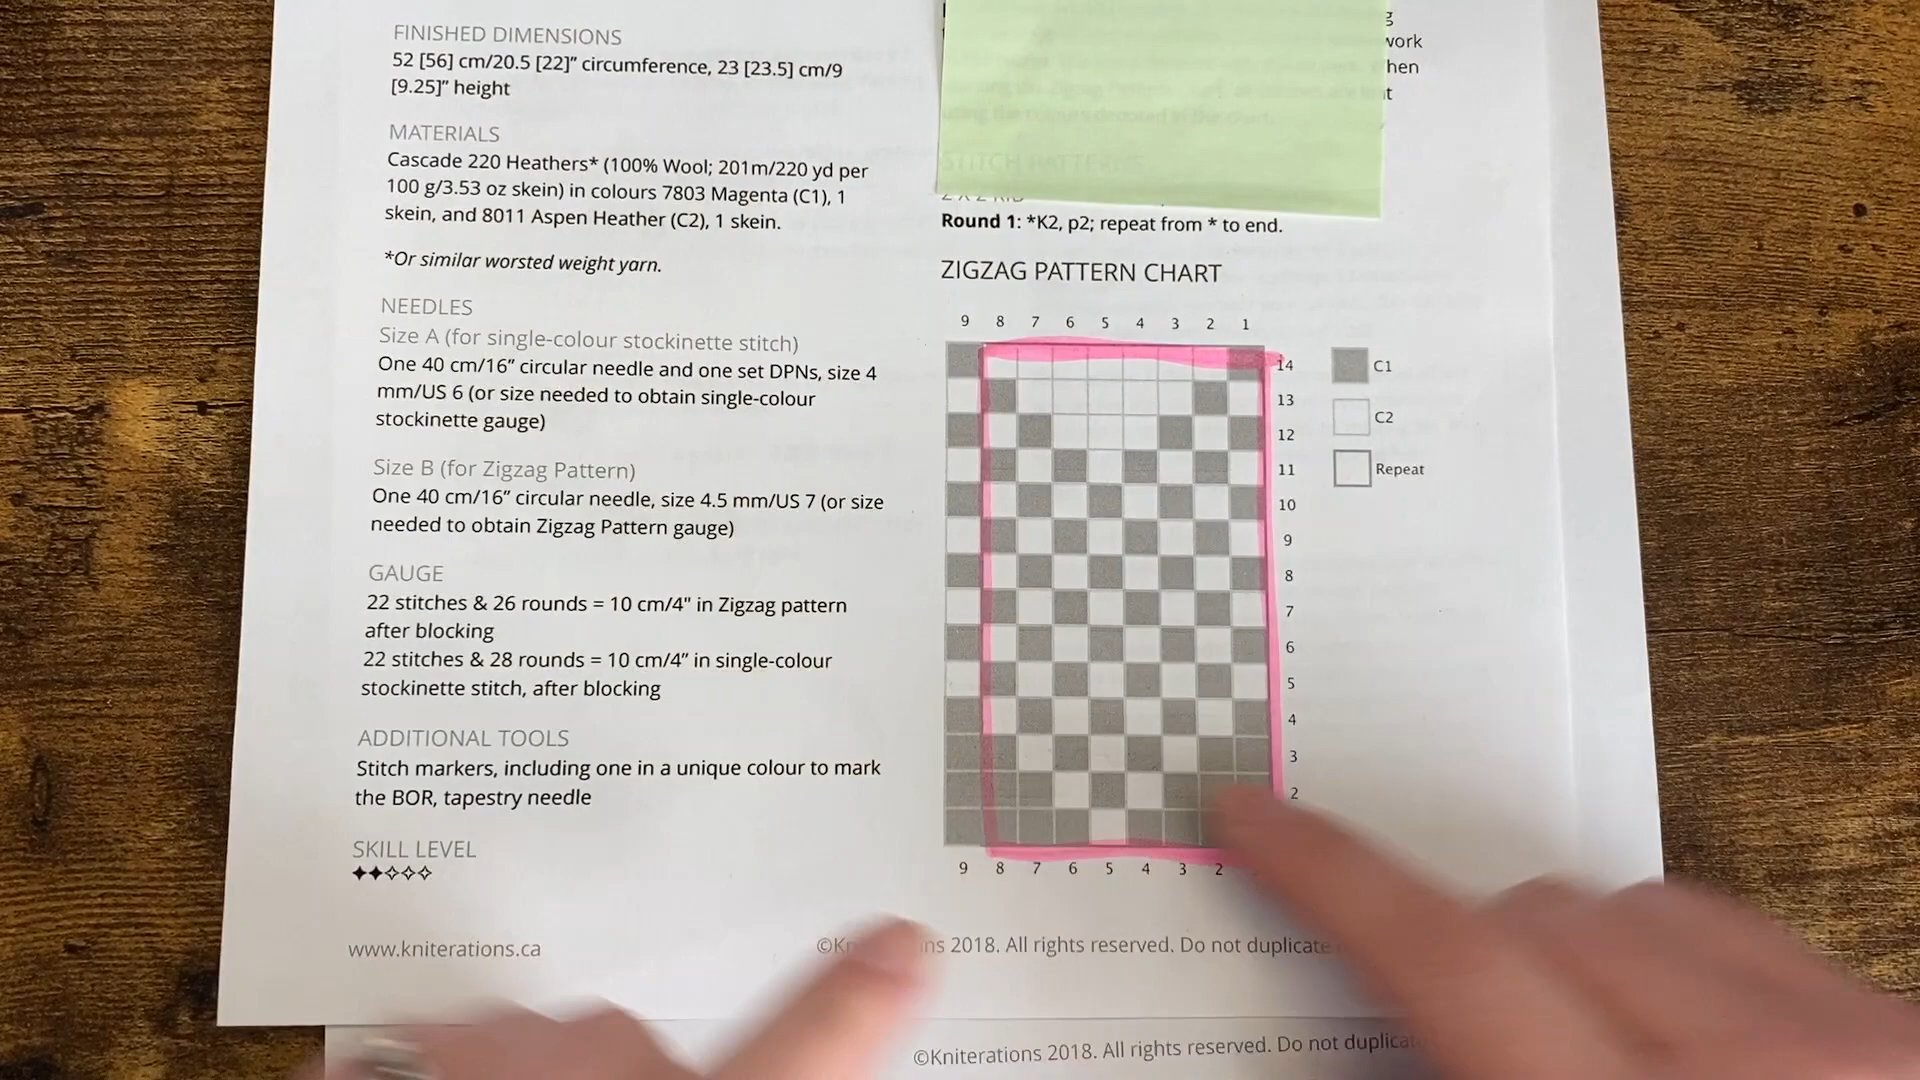 FINISHED DIMENSIONS
52 [56] cm/20.5 [22]” circumference, 23 [23.5] cm/9
[9.25]” height
MATERIALS
Cascade 220 Heathers* (100% Wool; 201m/220 yd per
100 g/3.53 oz skein) in colours 7803 Magenta (C1), 1
skein, and 8011 Aspen Heather (C2), 1 skein.
*Or similar worsted weight yarn.
NEEDLES
Size A (for single-colour stockinette stitch)
One 40 cm/16” circular needle and one set DPNs, size 4
mm/US 6 (or size needed to obtain single-colour
stockinette gauge)
Size B (for Zigzag Pattern)
One 40 cm/16” circular needle, size 4.5 mm/US 7 (or size
needed to obtain Zigzag Pattern gauge)
GAUGE
22 stitches & 26 rounds = 10 cm/4" in Zigzag pattern
after blocking
22 stitches & 28 rounds = 10 cm/4” in single-colour
stockinette stitch, after blocking
ADDITIONAL TOOLS
Stitch markers, including one in a unique colour to mark
the BOR, tapestry needle
SKILL LEVEL
www.kniterations.ca
STITCH PATTERNS
2 X 2 RIB
Round 1: *K2, p2; repeat from * to end.
ZIGZAG PATTERN CHART
9 8 7 6 5 4 3 2 1
14
13
12
11
10
9
8
7
6
5
4
3
2
9 8 7 6 5 4 3 2
C1
C2
Repeat
2018. All rights reserved. Do not duplicate
©Kniterations 2018. All rights reserved. Do not